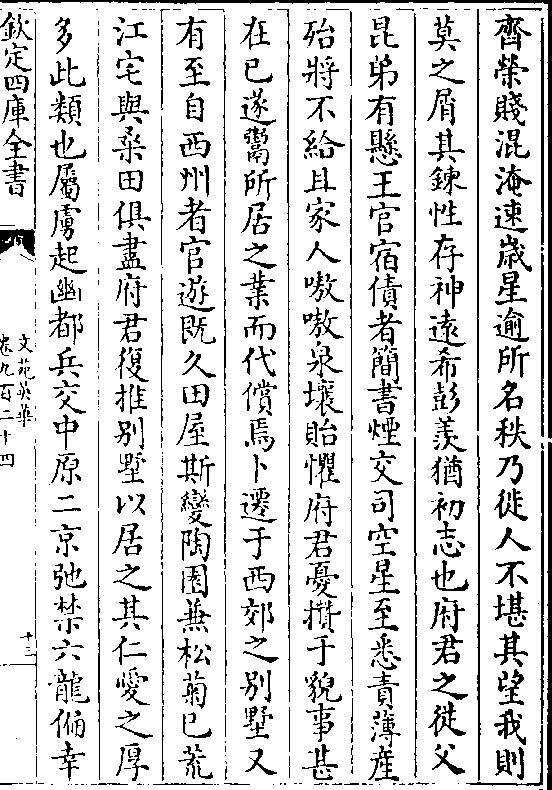 齊榮賤混淹速歳星逾所名秩乃徙人不堪其望我則
莫之屑其鍊性存神逺希彭羨猶初志也府君之從父
昆弟有懸王官宿債者簡書煙交司空星至悉責薄産
殆將不給且家人嗷嗷泉壤貽懼府君憂攅于貌事甚
在已遂鬻所居之業而代償焉卜遷于西郊之别墅又
有至自西州者官遊既久田屋斯變陶園蕪松菊已荒
江宅與桑田俱盡府君復推别墅以居之其仁愛之厚
多此類也屬虜起幽都兵交中原二京弛禁六龍俻幸
欽定四庫全書
文苑英華
卷九百二十四
十三